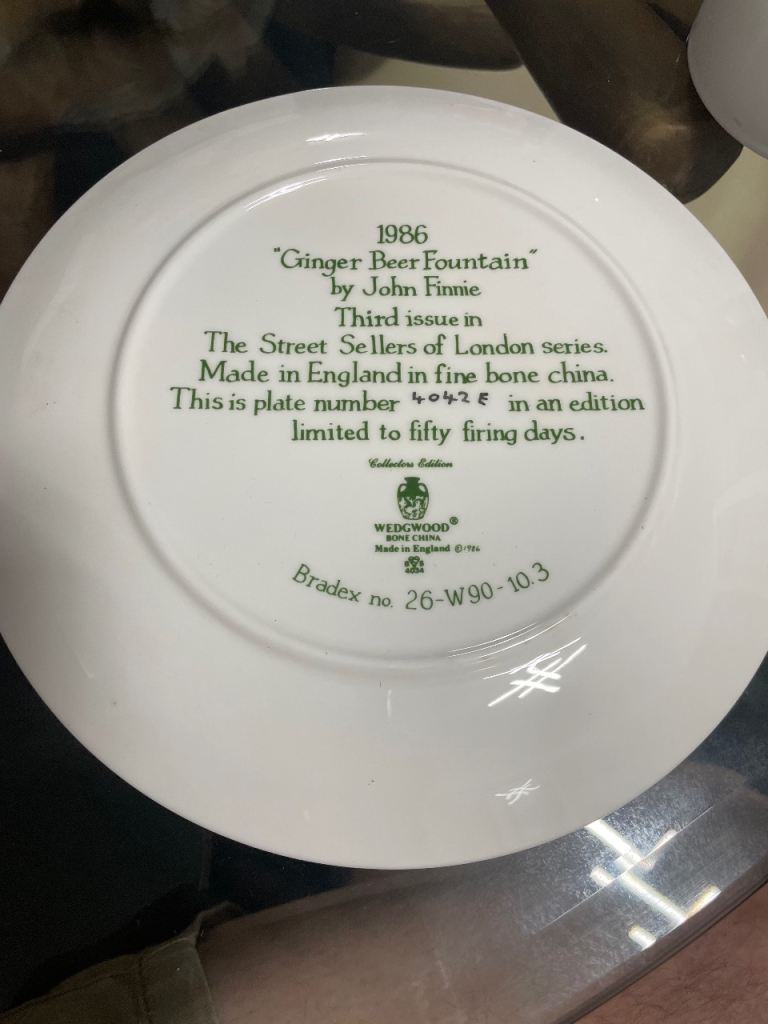 1986
"Ginger Beer Fountain"
by John Finnie
Third issue in
The Street Sellers of London series.
Made in England in fine bone china.
This is plate number 4042 E in an edition
limited to fifty firing days.
Collectors Edition
WEDGWOOD®
BONE CHINA
Made in England © 1986
4034
Bradex no. 26-W90-10.3